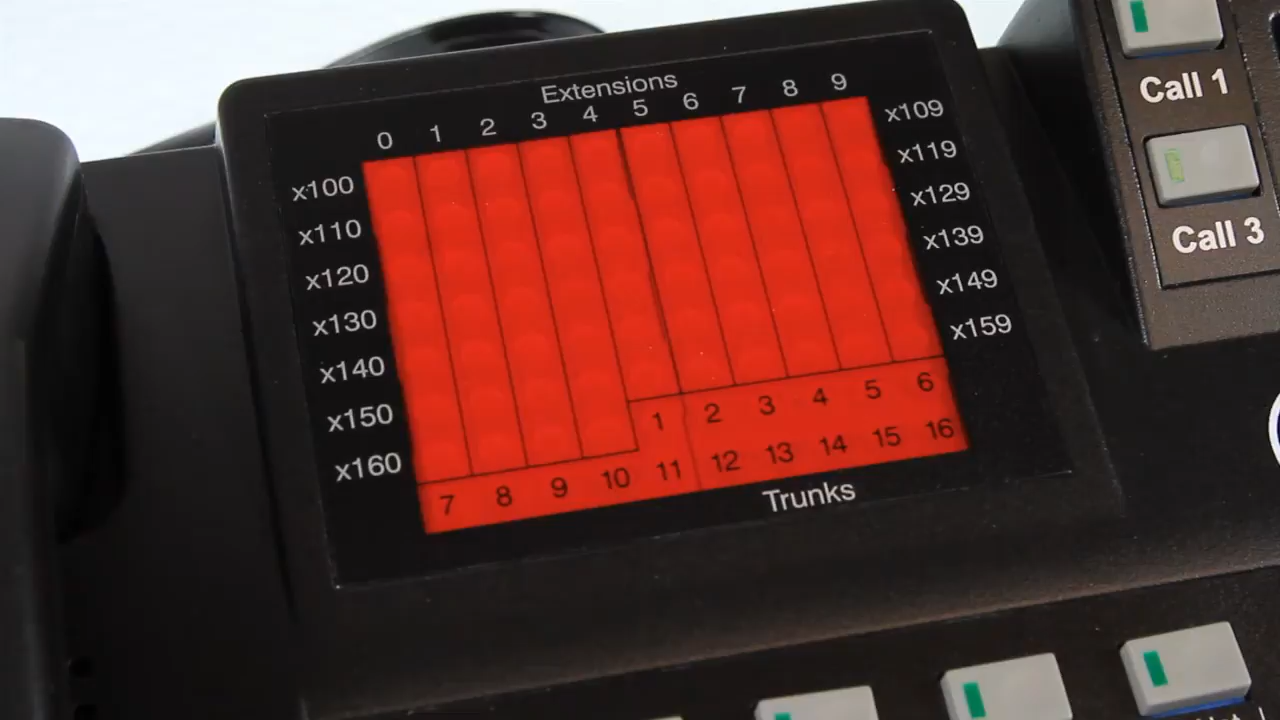 Extensions
0 1 2 3 4 5 6 7 8 9
x100 x109
x110 x119
x120 x129
x130 x139
x140 x149
x150 x159
x160
1 2 3 4 5 6
7 8 9 10 11 12 13 14 15 16
Trunks
Call 1
Call 3